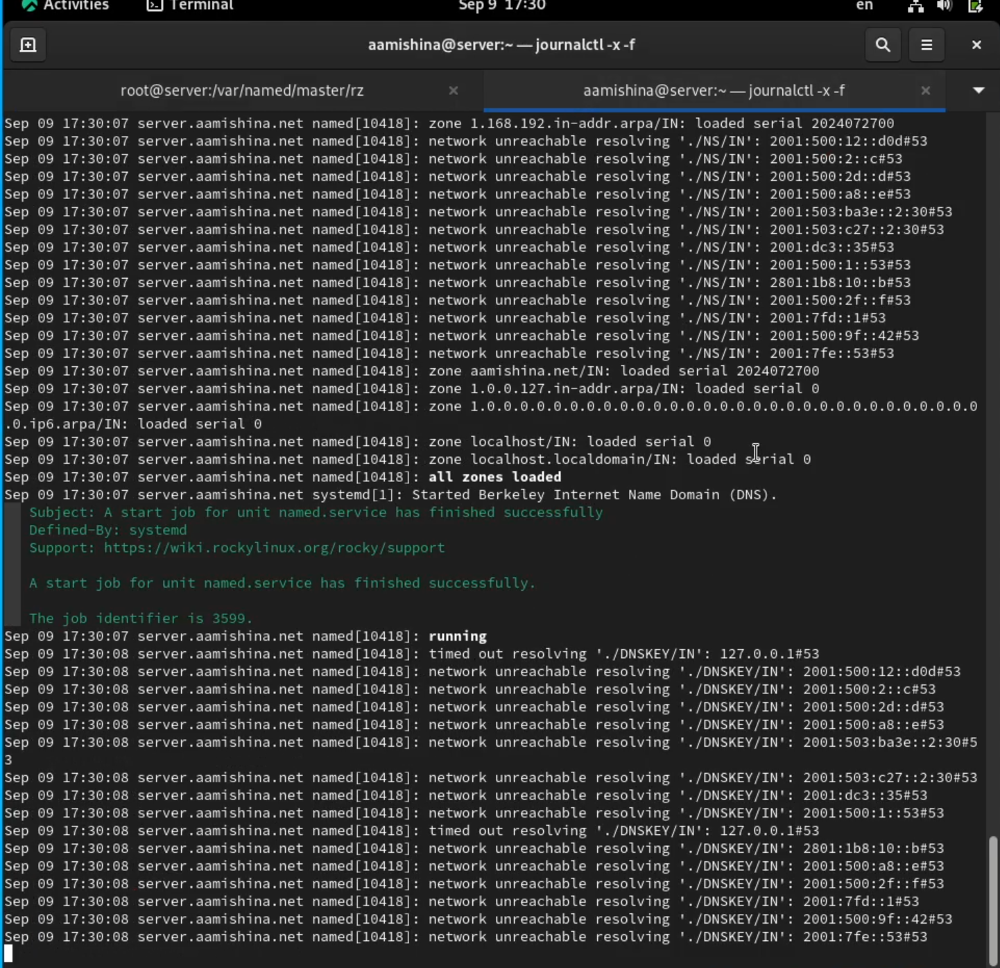 Activities
Terminal
Sep 9 17:30
en
aamishina@server:~ — journalctl -x -f
root@server:/var/named/master/rz
aamishina@server:~ — journalctl -x -f
Sep 09 17:30:07 server.aamishina.net named[10418]: zone 1.168.192.in-addr.arpa/IN: loaded serial 2024072700
Sep 09 17:30:07 server.aamishina.net named[10418]: network unreachable resolving './NS/IN': 2001:500:12::d0d#53
Sep 09 17:30:07 server.aamishina.net named[10418]: network unreachable resolving './NS/IN': 2001:500:2::c#53
Sep 09 17:30:07 server.aamishina.net named[10418]: network unreachable resolving './NS/IN': 2001:500:2d::d#53
Sep 09 17:30:07 server.aamishina.net named[10418]: network unreachable resolving './NS/IN': 2001:500:a8::e#53
Sep 09 17:30:07 server.aamishina.net named[10418]: network unreachable resolving './NS/IN': 2001:503:ba3e::2:30#53
Sep 09 17:30:07 server.aamishina.net named[10418]: network unreachable resolving './NS/IN': 2001:503:c27::2:30#53
Sep 09 17:30:07 server.aamishina.net named[10418]: network unreachable resolving './NS/IN': 2001:dc3::35#53
Sep 09 17:30:07 server.aamishina.net named[10418]: network unreachable resolving './NS/IN': 2001:500:1::53#53
Sep 09 17:30:07 server.aamishina.net named[10418]: network unreachable resolving './NS/IN': 2801:1b8:10::b#53
Sep 09 17:30:07 server.aamishina.net named[10418]: network unreachable resolving './NS/IN': 2001:500:2f::f#53
Sep 09 17:30:07 server.aamishina.net named[10418]: network unreachable resolving './NS/IN': 2001:7fd::1#53
Sep 09 17:30:07 server.aamishina.net named[10418]: network unreachable resolving './NS/IN': 2001:500:9f::42#53
Sep 09 17:30:07 server.aamishina.net named[10418]: network unreachable resolving './NS/IN': 2001:7fe::53#53
Sep 09 17:30:07 server.aamishina.net named[10418]: zone aamishina.net/IN: loaded serial 2024072700
Sep 09 17:30:07 server.aamishina.net named[10418]: zone 1.0.0.127.in-addr.arpa/IN: loaded serial 0
Sep 09 17:30:07 server.aamishina.net named[10418]: zone 1.0.0.0.0.0.0.0.0.0.0.0.0.0.0.0.0.0.0.0.0.0.0.0.0.0.0.0.0.0.0
.0.ip6.arpa/IN: loaded serial 0
Sep 09 17:30:07 server.aamishina.net named[10418]: zone localhost/IN: loaded serial 0
Sep 09 17:30:07 server.aamishina.net named[10418]: zone localhost.localdomain/IN: loaded serial 0
Sep 09 17:30:07 server.aamishina.net named[10418]: all zones loaded
Sep 09 17:30:07 server.aamishina.net systemd[1]: Started Berkeley Internet Name Domain (DNS).
Subject: A start job for unit named.service has finished successfully
Defined-By: systemd
Support: https://wiki.rockylinux.org/rocky/support
A start job for unit named.service has finished successfully.
The job identifier is 3599.
Sep 09 17:30:07 server.aamishina.net named[10418]: running
Sep 09 17:30:08 server.aamishina.net named[10418]: timed out resolving './DNSKEY/IN': 127.0.0.1#53
Sep 09 17:30:08 server.aamishina.net named[10418]: network unreachable resolving './DNSKEY/IN': 2001:500:12::d0d#53
Sep 09 17:30:08 server.aamishina.net named[10418]: network unreachable resolving './DNSKEY/IN': 2001:500:2::c#53
Sep 09 17:30:08 server.aamishina.net named[10418]: network unreachable resolving './DNSKEY/IN': 2001:500:2d::d#53
Sep 09 17:30:08 server.aamishina.net named[10418]: network unreachable resolving './DNSKEY/IN': 2001:500:a8::e#53
Sep 09 17:30:08 server.aamishina.net named[10418]: network unreachable resolving './DNSKEY/IN': 2001:503:ba3e::2:30#5
3
Sep 09 17:30:08 server.aamishina.net named[10418]: network unreachable resolving './DNSKEY/IN': 2001:503:c27::2:30#53
Sep 09 17:30:08 server.aamishina.net named[10418]: network unreachable resolving './DNSKEY/IN': 2001:dc3::35#53
Sep 09 17:30:08 server.aamishina.net named[10418]: network unreachable resolving './DNSKEY/IN': 2001:500:1::53#53
Sep 09 17:30:08 server.aamishina.net named[10418]: timed out resolving './DNSKEY/IN': 127.0.0.1#53
Sep 09 17:30:08 server.aamishina.net named[10418]: network unreachable resolving './DNSKEY/IN': 2801:1b8:10::b#53
Sep 09 17:30:08 server.aamishina.net named[10418]: network unreachable resolving './DNSKEY/IN': 2001:500:a8::e#53
Sep 09 17:30:08 server.aamishina.net named[10418]: network unreachable resolving './DNSKEY/IN': 2001:500:2f::f#53
Sep 09 17:30:08 server.aamishina.net named[10418]: network unreachable resolving './DNSKEY/IN': 2001:7fd::1#53
Sep 09 17:30:08 server.aamishina.net named[10418]: network unreachable resolving './DNSKEY/IN': 2001:500:9f::42#53
Sep 09 17:30:08 server.aamishina.net named[10418]: network unreachable resolving './DNSKEY/IN': 2001:7fe::53#53